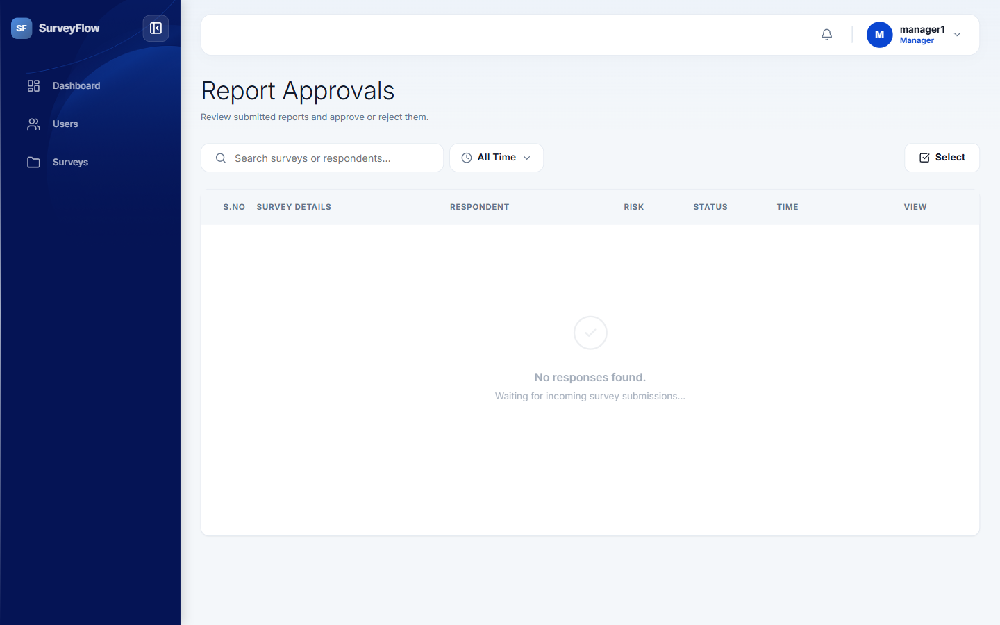 SF SurveyFlow
Dashboard
Users
Surveys
M manager1
Manager
Report Approvals
Review submitted reports and approve or reject them.
Search surveys or respondents... All Time Select
S.NO SURVEY DETAILS RESPONDENT RISK STATUS TIME VIEW
No responses found.
Waiting for incoming survey submissions...